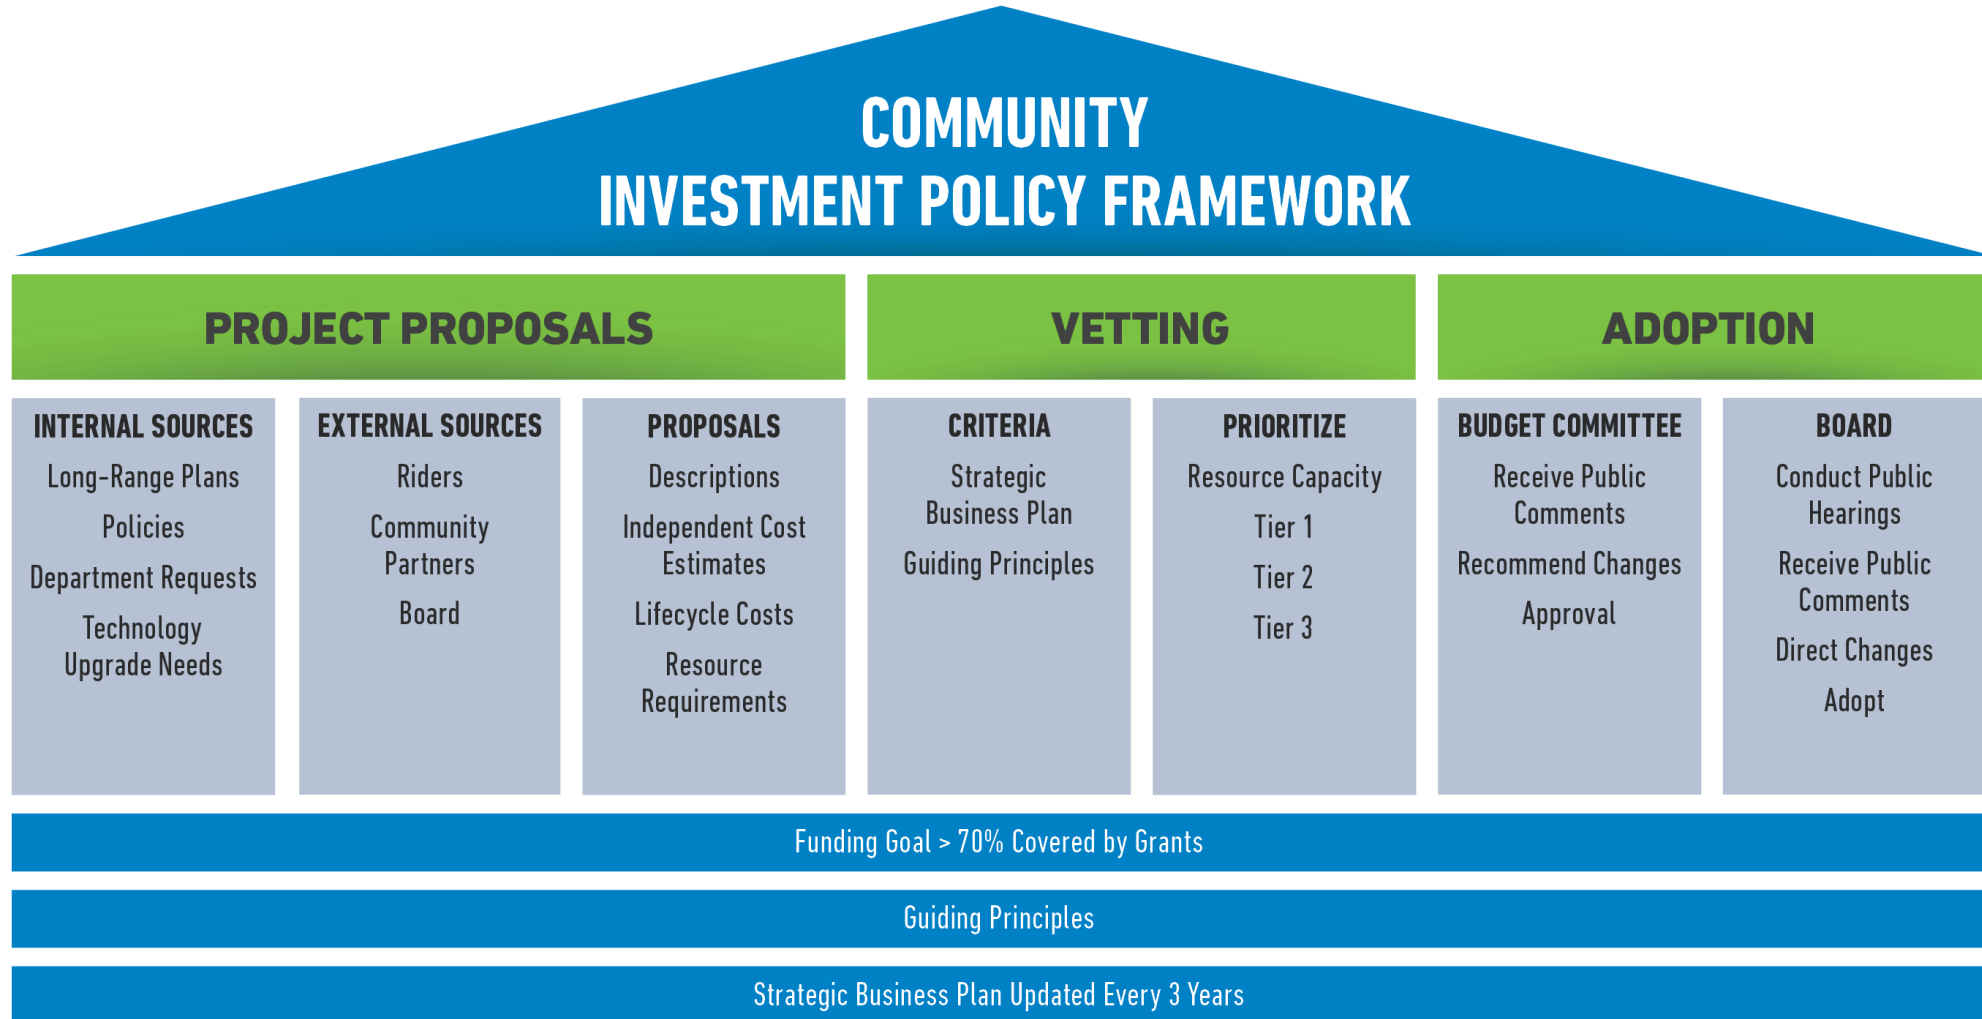 COMMUNITY
INVESTMENT POLICY FRAMEWORK
PROJECT PROPOSALS
VETTING
ADOPTION
INTERNAL SOURCES
Long-Range Plans
Policies
Department Requests
Technology
Upgrade Needs
EXTERNAL SOURCES
Riders
Community
Partners
Board
PROPOSALS
Descriptions
Independent Cost
Estimates
Lifecycle Costs
Resource
Requirements
CRITERIA
Strategic
Business Plan
Guiding Principles
PRIORITIZE
Resource Capacity
Tier 1
Tier 2
Tier 3
BUDGET COMMITTEE
Receive Public
Comments
Recommend Changes
Approval
BOARD
Conduct Public
Hearings
Receive Public
Comments
Direct Changes
Adopt
Funding Goal > 70% Covered by Grants
Guiding Principles
Strategic Business Plan Updated Every 3 Years